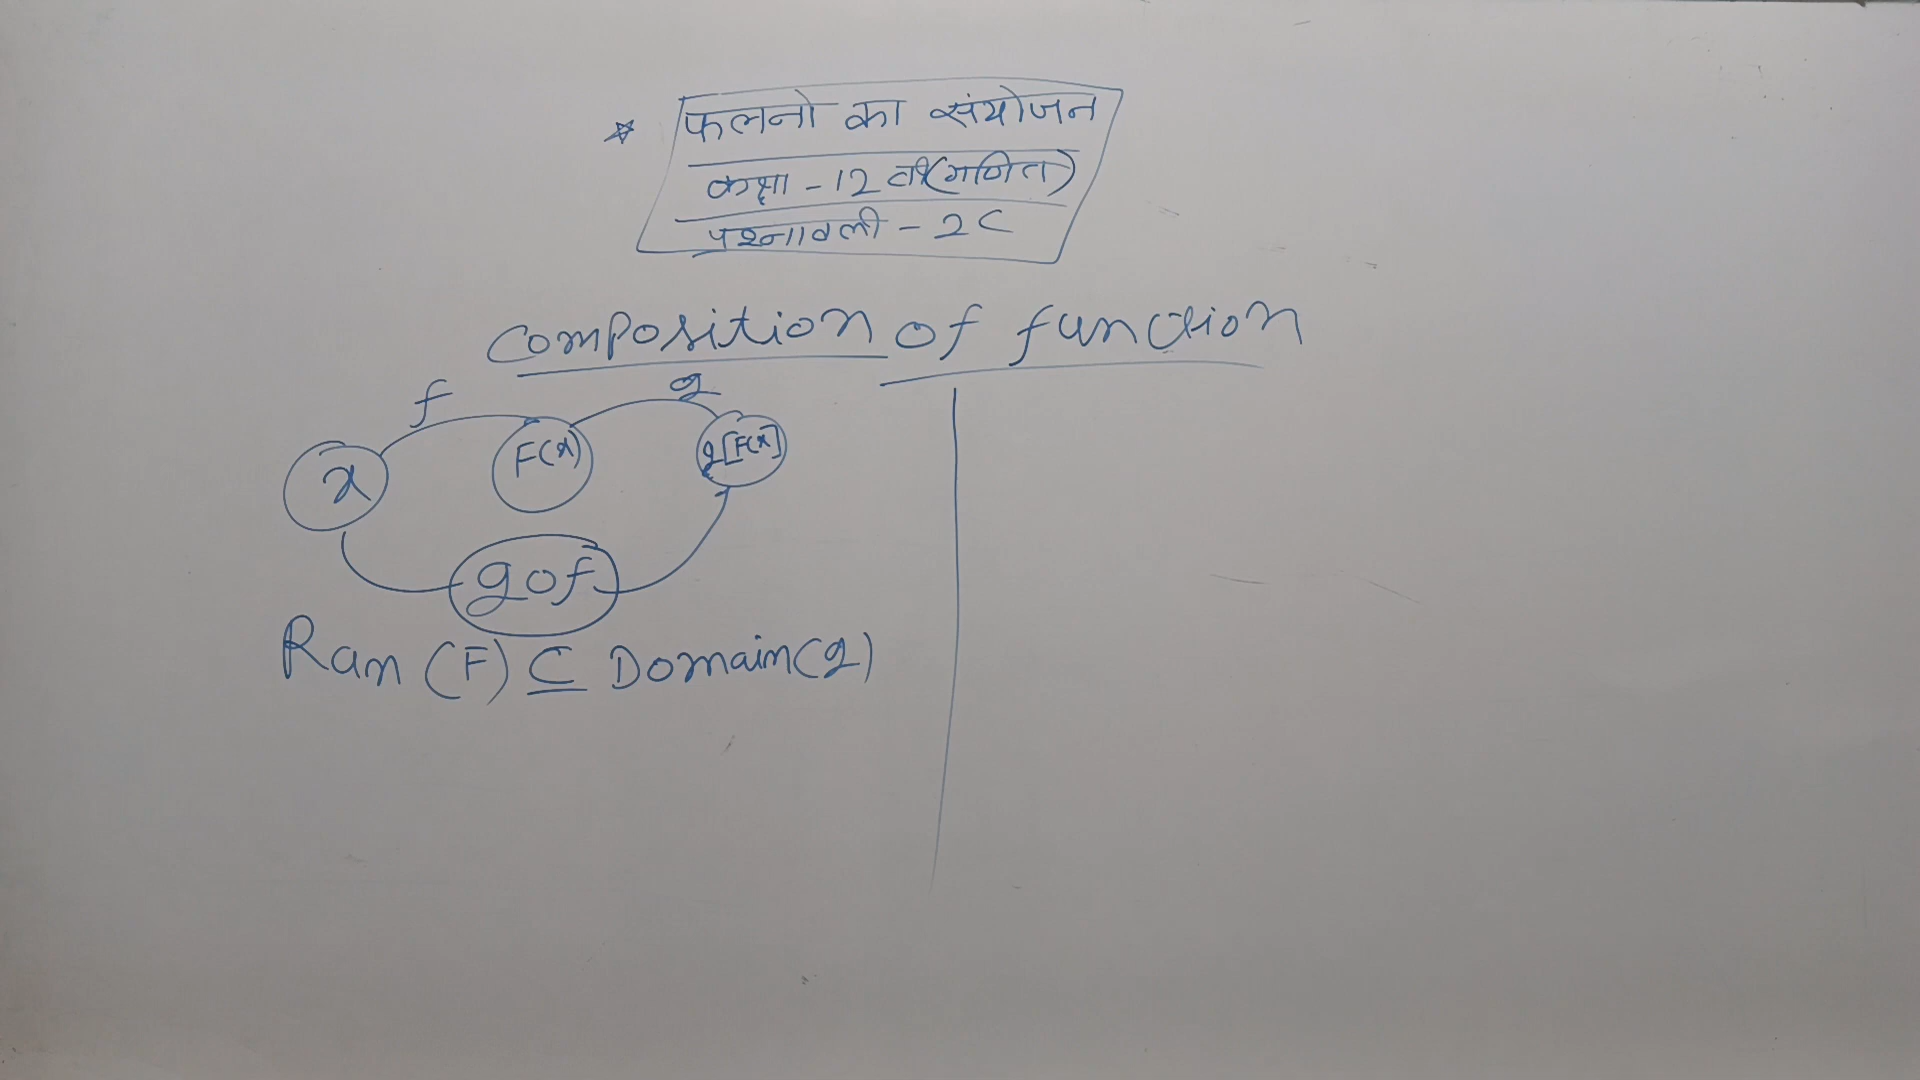 फलनो का संयोजन
कक्षा - 12 वी (गणित)
प्रश्नावली - 2C
Composition of function
f g
x F(x) g[F(x)]
gof
Ran (F) ⊆ Domain(g)